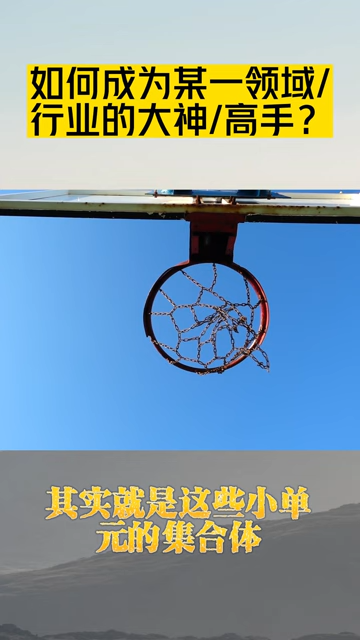 如何成为某一领域/
行业的大神/高手？
其实就是这些小单
元的集合体